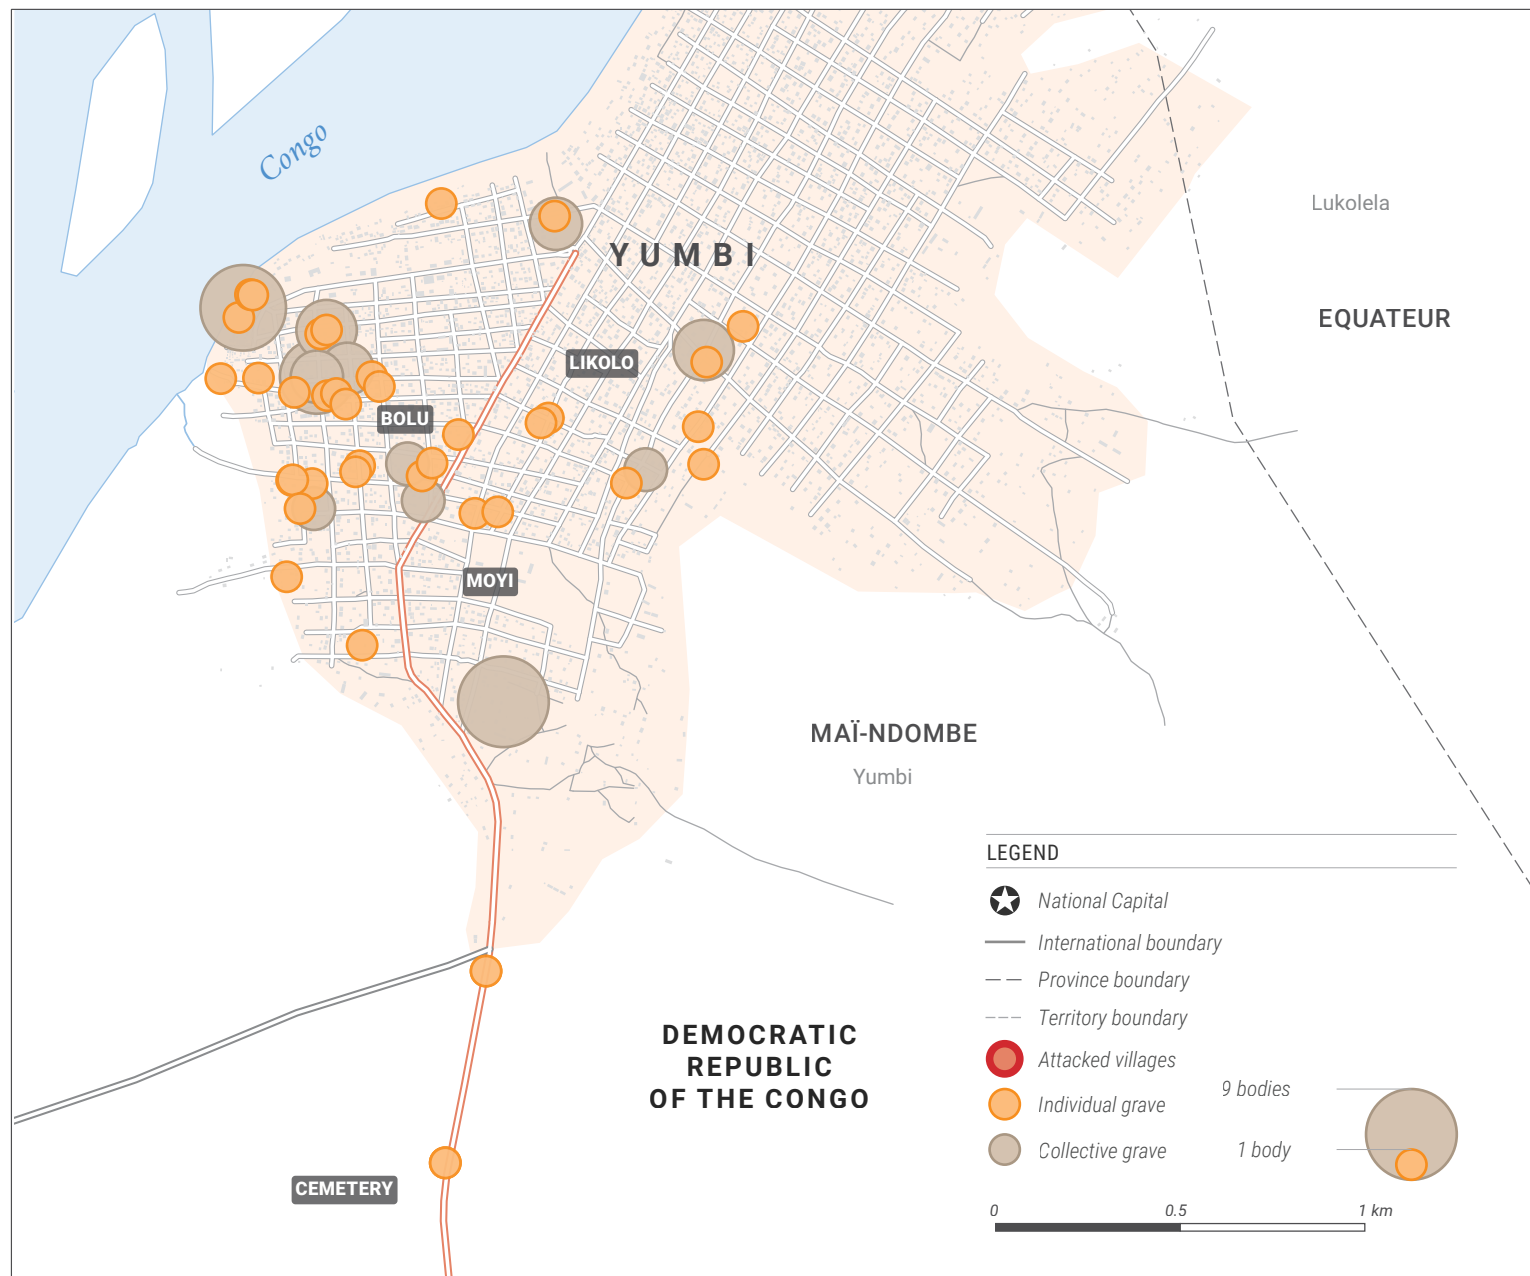 Congo
Lukolela
YUMBI
EQUATEUR
LIKOLO
BOLU
MOYI
MAÏ-NDOMBE
Yumbi
DEMOCRATIC
REPUBLIC
OF THE CONGO
CEMETERY
LEGEND
National Capital
International boundary
Province boundary
Territory boundary
Attacked villages
Individual grave
Collective grave
9 bodies
1 body
0 0.5 1 km